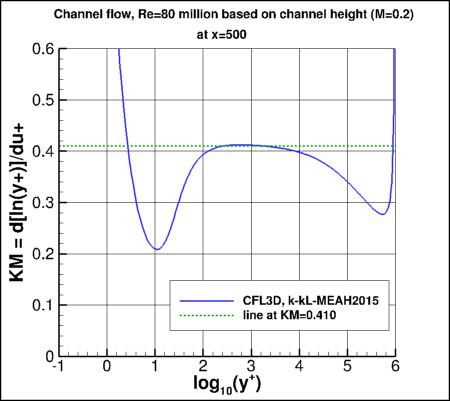 Channel flow, Re=80 million based on channel height (M=0.2)
at x=500
KM = d[ln(y+)]/du+
0.6
0.5
0.4
0.3
0.2
0.1
0
CFL3D, k-kL-MEAH2015
line at KM=0.410
-1 0 1 2 3 4 5 6
log10(y+)